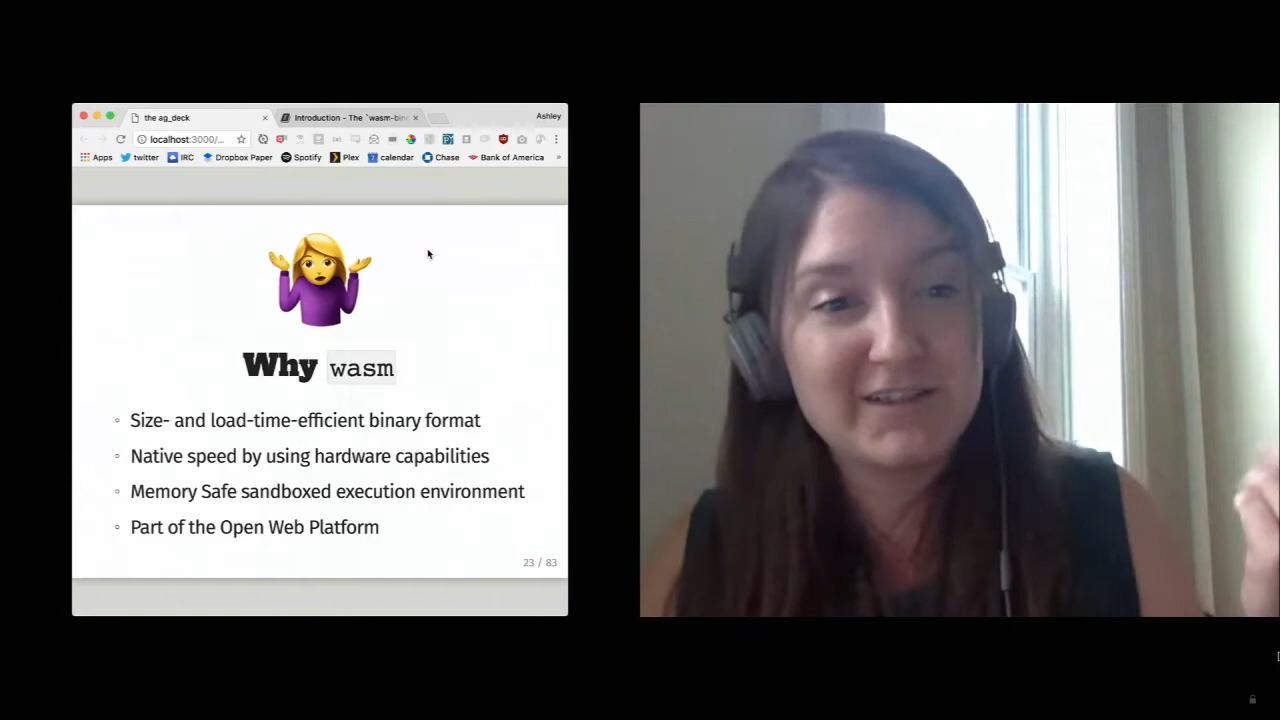 the ag_deck
Introduction - The `wasm-bin
Ashley
localhost:3000/...
Apps twitter IRC Dropbox Paper Spotify Plex calendar Chase Bank of America »
Why wasm
Size- and load-time-efficient binary format
Native speed by using hardware capabilities
Memory Safe sandboxed execution environment
Part of the Open Web Platform
23 / 83